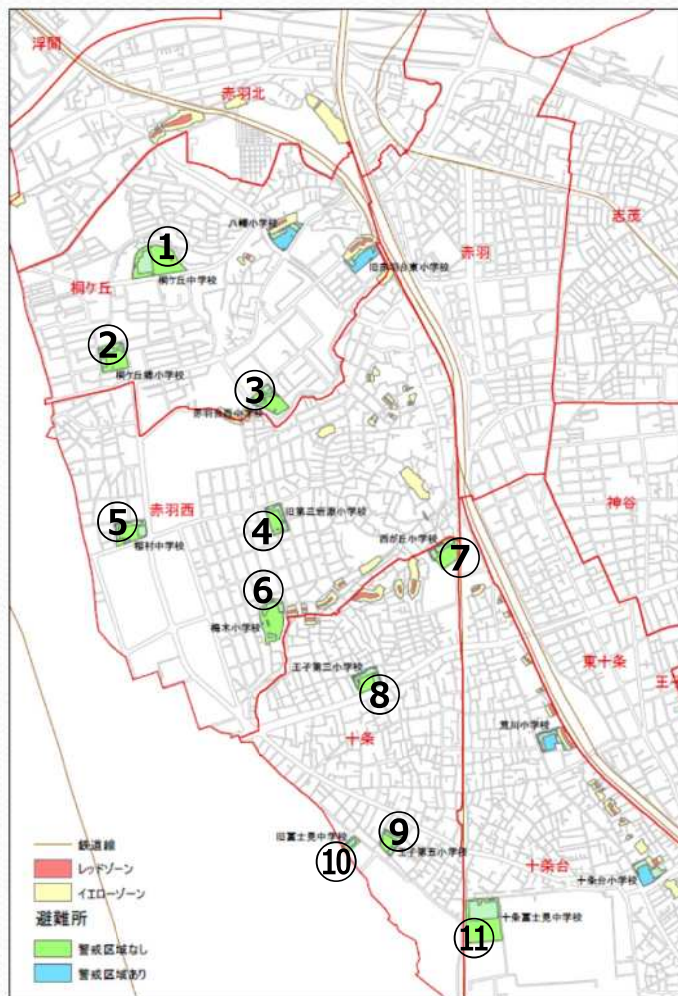 浮間
赤羽北
志茂
八幡小学校
赤羽
①
旧赤羽台東小学校
桐ケ丘中学校
桐ケ丘
②
桐ケ丘郷小学校
③
赤羽台西中学校
赤羽西
神谷
⑤
④
旧第三岩淵小学校
稲付中学校
西が丘小学校
⑦
⑥
梅木小学校
東十条
王子第三小学校
⑧
十条
荒川小学校
⑨
旧富士見中学校
王子第五小学校
⑩
十条台
十条台小学校
十条富士見中学校
⑪
鉄道線
レッドゾーン
イエローゾーン
避難所
警戒区域なし
警戒区域あり